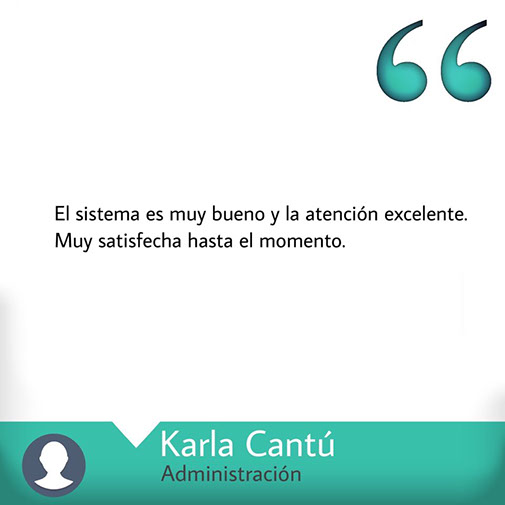 El sistema es muy bueno y la atención excelente.
Muy satisfecha hasta el momento.
Karla Cantú
Administración